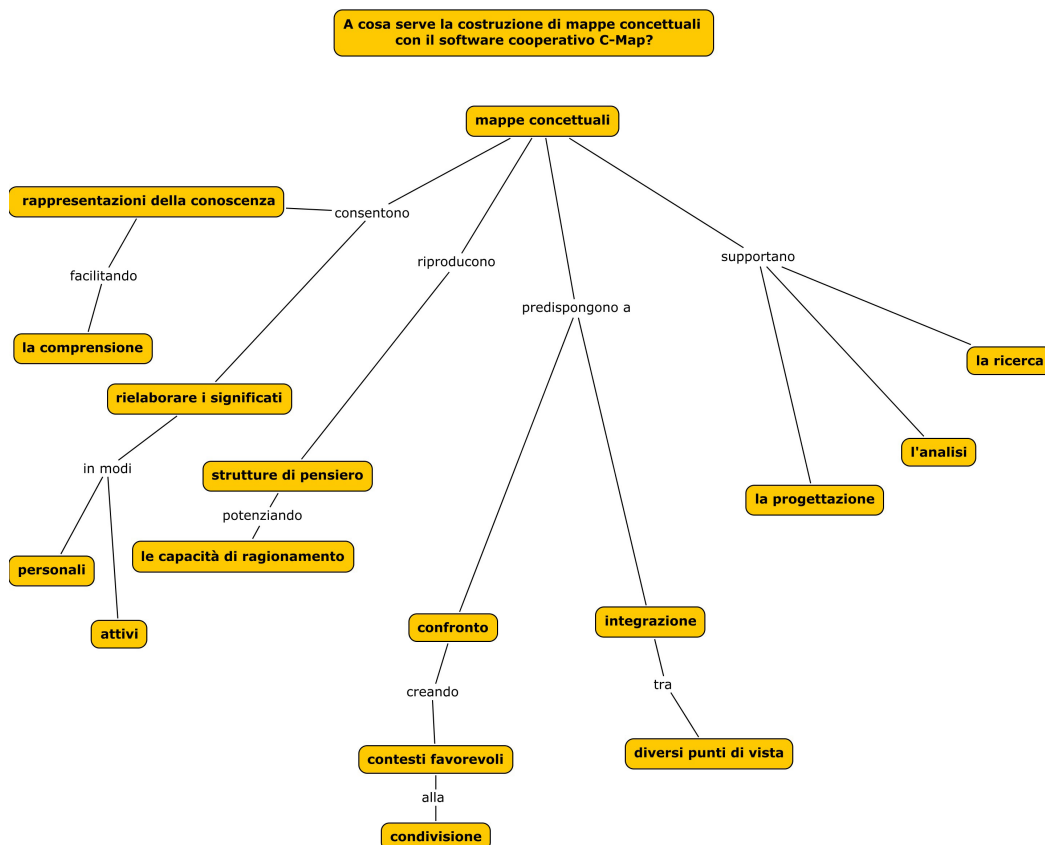 A cosa serve la costruzione di mappe concettuali
con il software cooperativo C-Map?
mappe concettuali
rappresentazioni della conoscenza
consentono
supportano
riproducono
facilitando
predispongono a
la comprensione
la ricerca
rielaborare i significati
l'analisi
in modi
strutture di pensiero
la progettazione
potenziando
le capacità di ragionamento
personali
attivi
confronto
integrazione
creando
tra
contesti favorevoli
diversi punti di vista
alla
condivisione